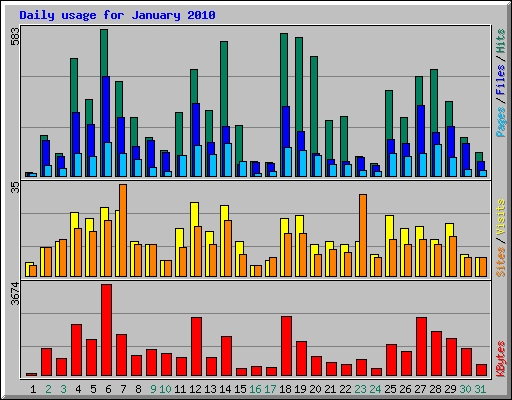 Daily usage for January 2010
583
Pages / Files / Hits
35
Sites / Visits
3674
KBytes
1 2 3 4 5 6 7 8 9 10 11 12 13 14 15 16 17 18 19 20 21 22 23 24 25 26 27 28 29 30 31